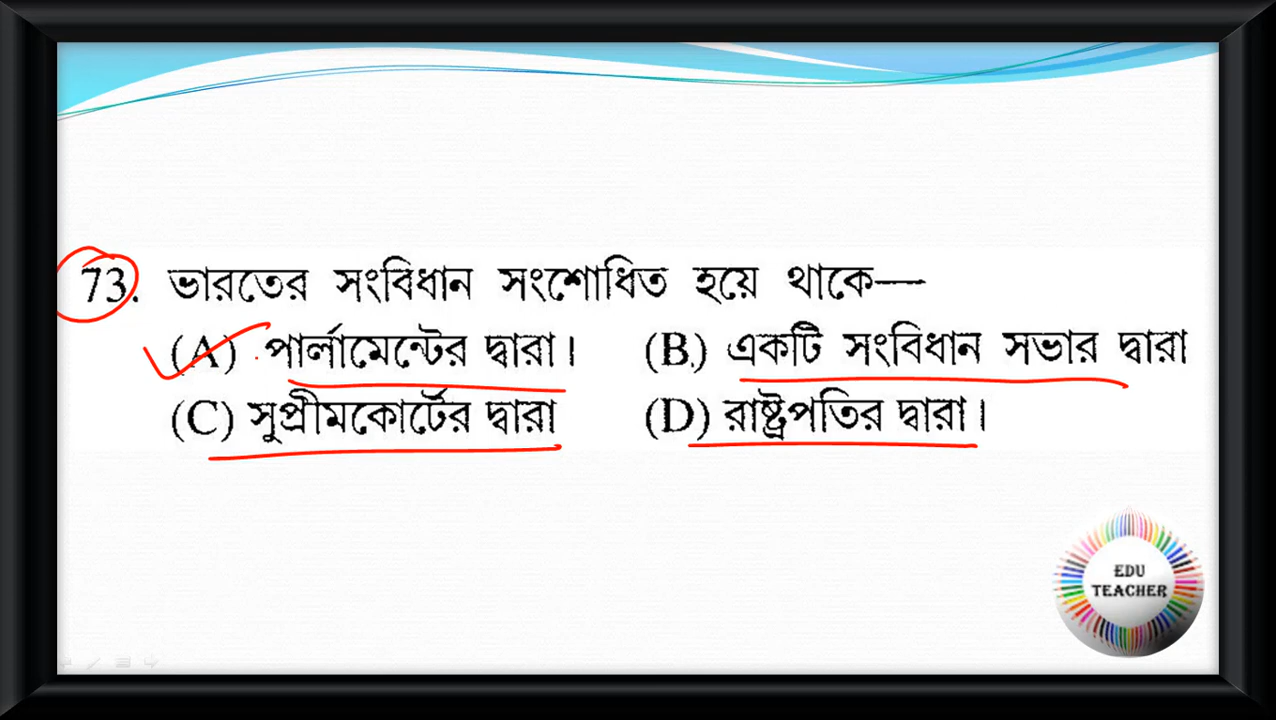 73. ভারতের সংবিধান সংশোধিত হয়ে থাকে—
(A) পার্লামেন্টের দ্বারা। (B) একটি সংবিধান সভার দ্বারা
(C) সুপ্রীমকোর্টের দ্বারা (D) রাষ্ট্রপতির দ্বারা।
EDU
TEACHER